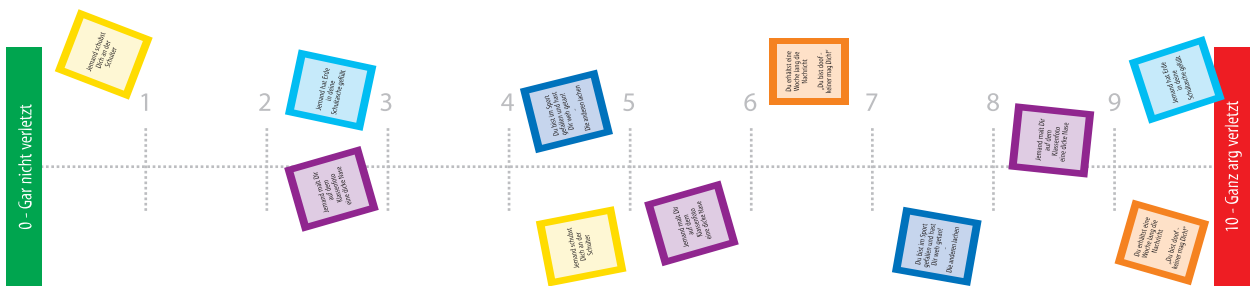 0 - Gar nicht verletzt
Jemand schubst
Dich an der
Schulter
1
2
Jemand hat Erde
in deine
Schultasche gefüllt
Jemand malt Dir
auf dem
Klassenfoto
eine dicke Nase
3
4
Du bist im Sport
gefallen und hast
Dir weh getan!
-
Die anderen lachen
Jemand schubst
Dich an der
Schulter
5
Jemand malt Dir
auf dem
Klassenfoto
eine dicke Nase
6
Du erhältst eine
Woche lang die
Nachricht
„Du bist doof -
keiner mag Dich!"
7
Du bist im Sport
gefallen und hast
Dir weh getan!
-
Die anderen lachen
8
Jemand malt Dir
auf dem
Klassenfoto
eine dicke Nase
9
Jemand hat Erde
in deine
Schultasche gefüllt
Du erhältst eine
Woche lang die
Nachricht
„Du bist doof -
keiner mag Dich!"
10 - Ganz arg verletzt